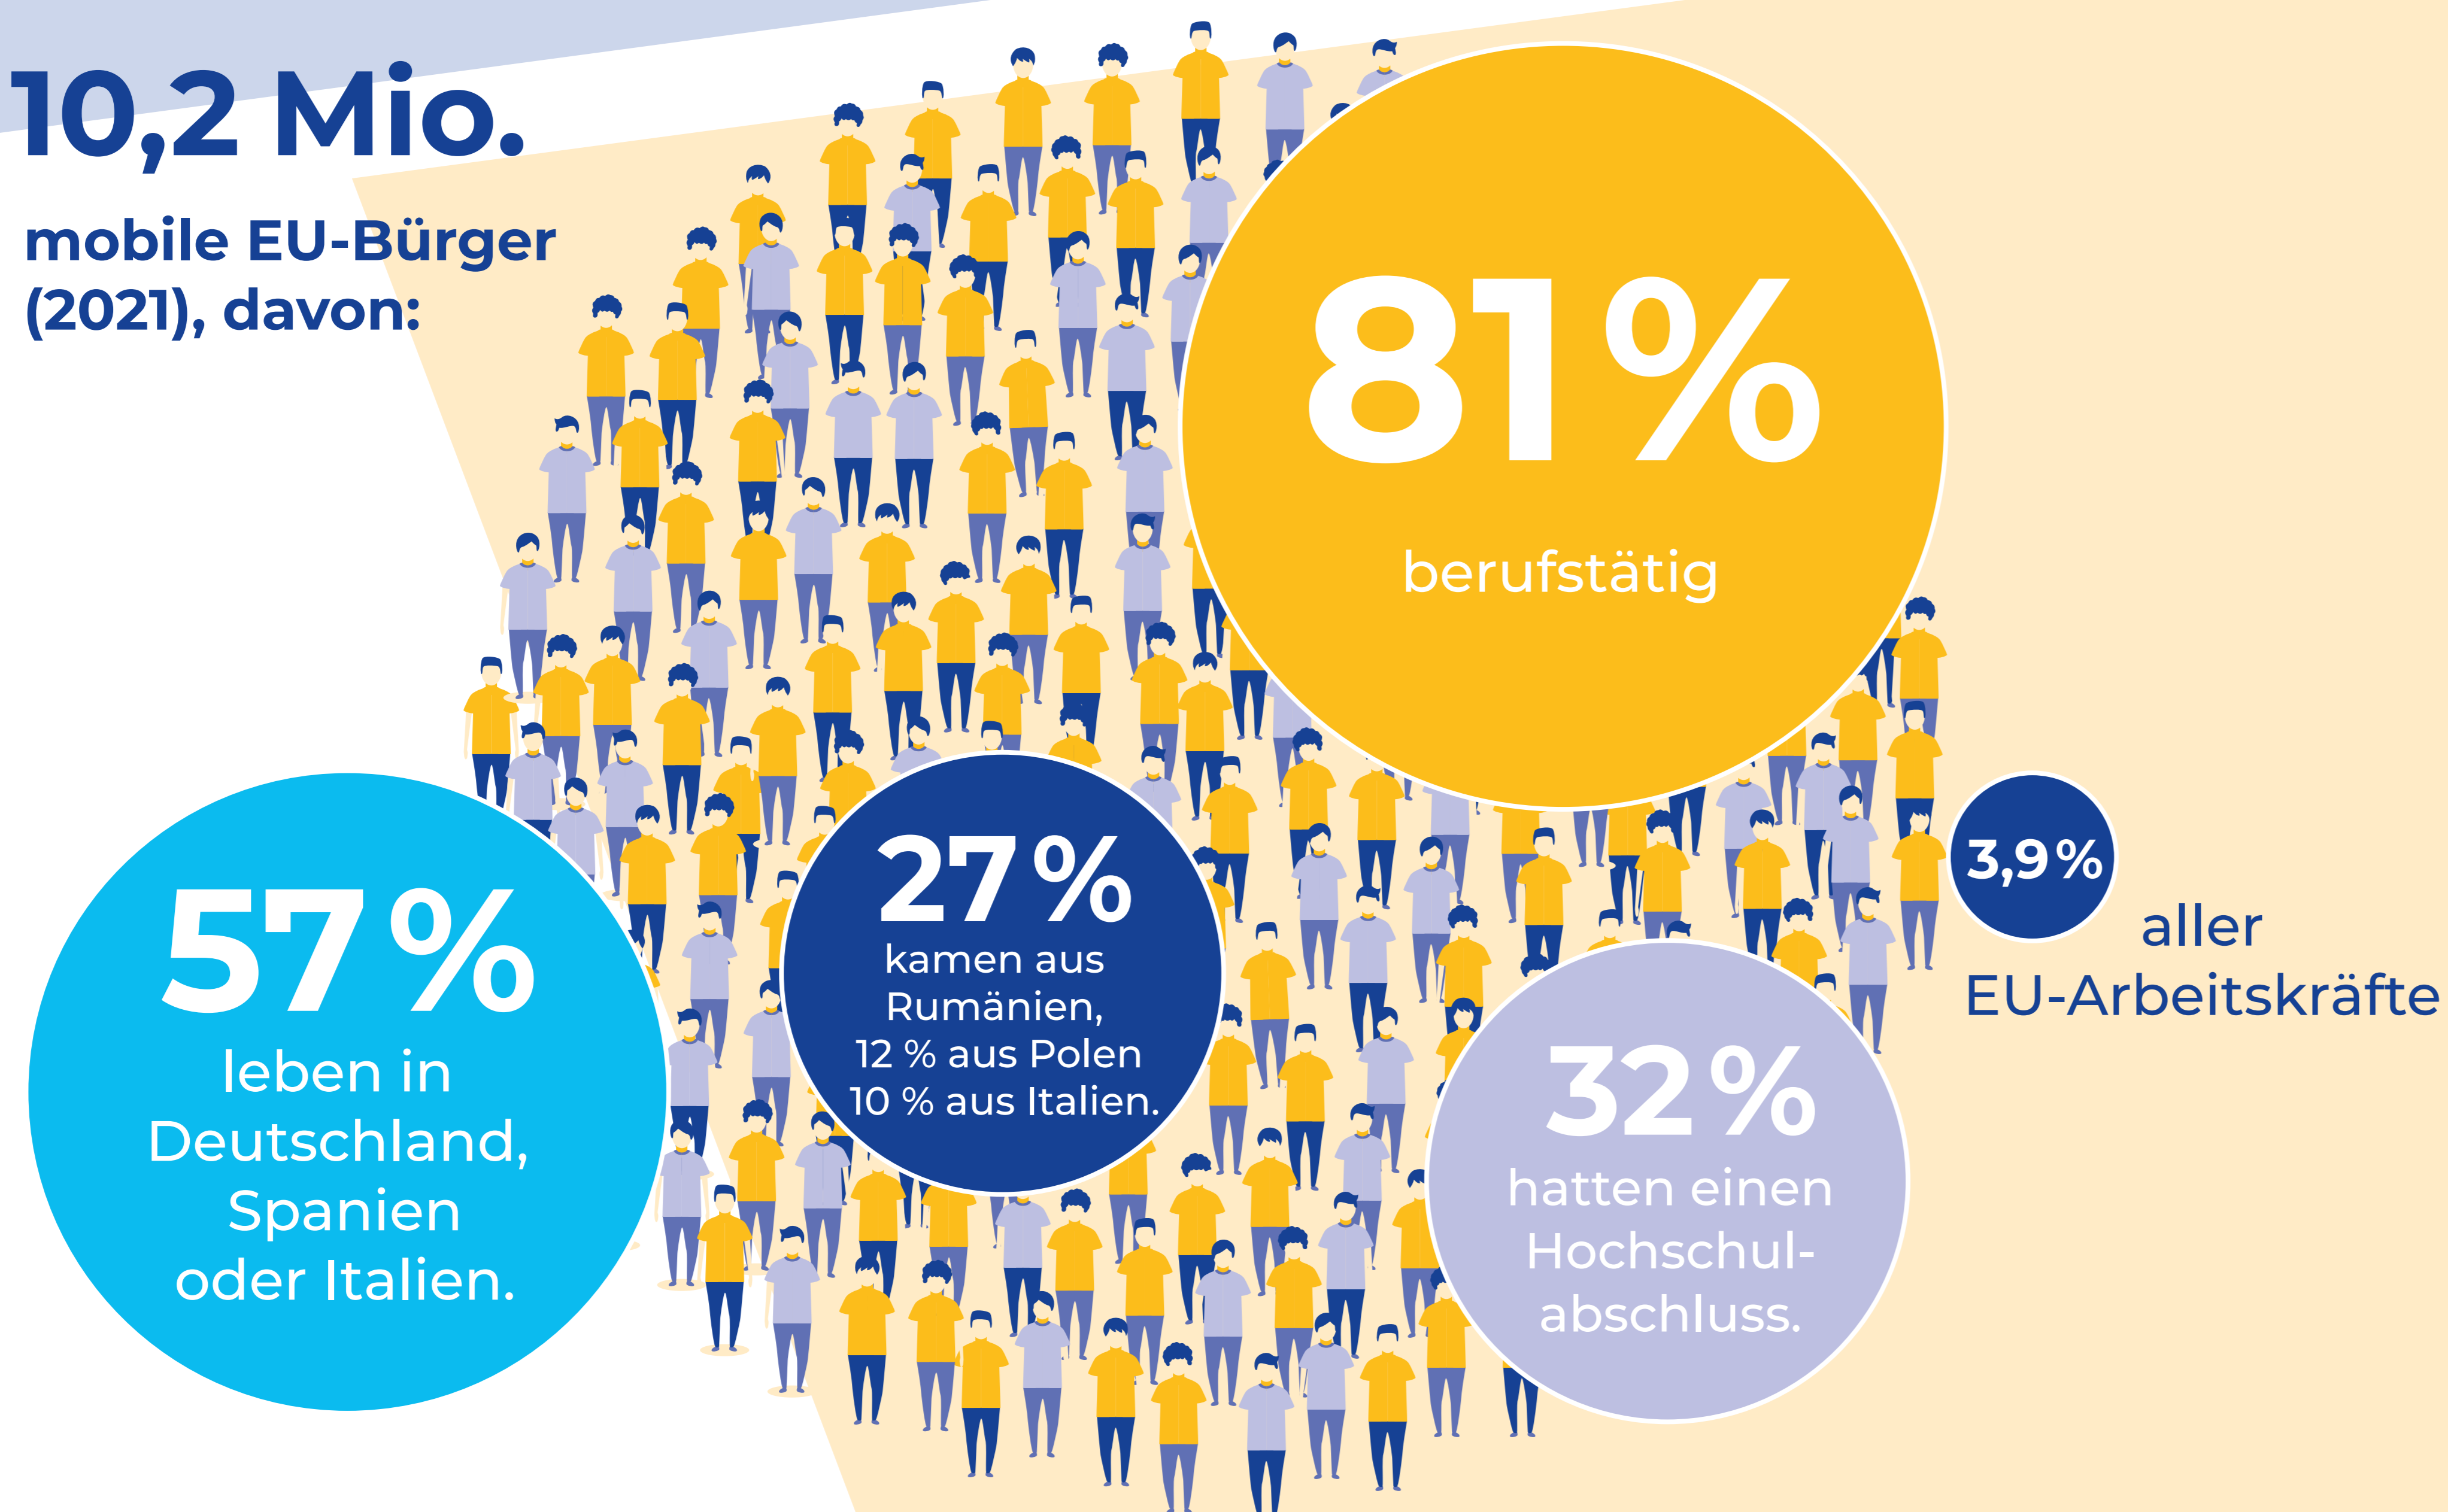 10,2 Mio.
mobile EU-Bürger
(2021), davon:
81 %
berufstätig
57 %
leben in
Deutschland,
Spanien
oder Italien.
27 %
kamen aus
Rumänien,
12 % aus Polen
10 % aus Italien.
3,9 %
aller
EU-Arbeitskräfte
32 %
hatten einen
Hochschul-
abschluss.